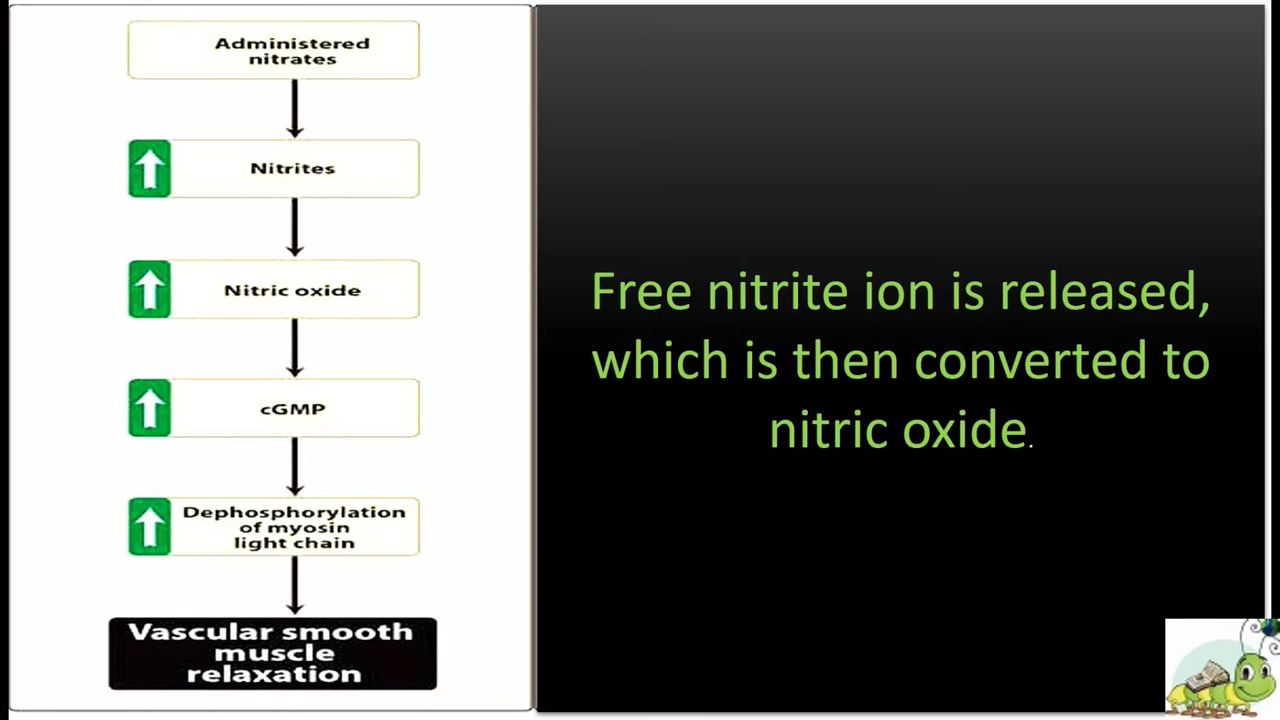 Administered
nitrates
Nitrites
Nitric oxide
cGMP
Dephosphorylation
of myosin
light chain
Vascular smooth
muscle
relaxation
Free nitrite ion is released,
which is then converted to
nitric oxide.